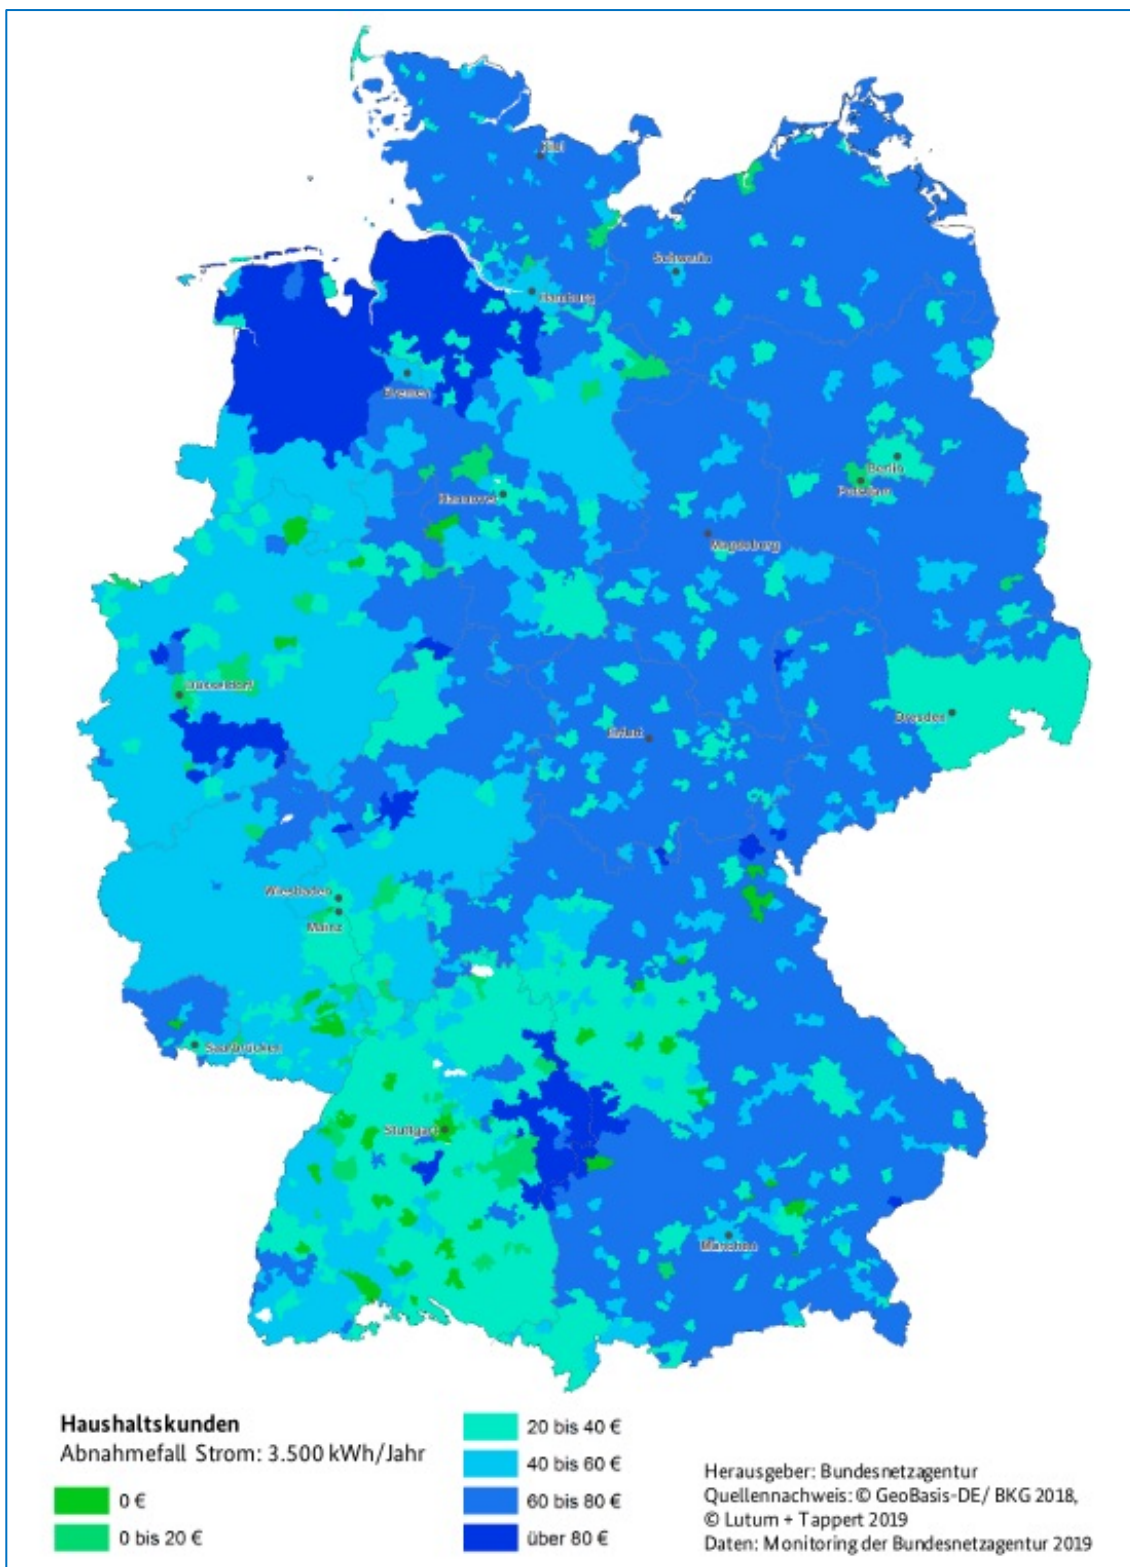 Kiel
Schwerin
Hamburg
Bremen
Berlin
Potsdam
Hannover
Magdeburg
Düsseldorf
Dresden
Erfurt
Wiesbaden
Mainz
Saarbrücken
Stuttgart
München
Haushaltskunden
Abnahmefall Strom: 3.500 kWh/Jahr
0 €
0 bis 20 €
20 bis 40 €
40 bis 60 €
60 bis 80 €
über 80 €
Herausgeber: Bundesnetzagentur
Quellennachweis: © GeoBasis-DE/ BKG 2018,
© Lutum + Tappert 2019
Daten: Monitoring der Bundesnetzagentur 2019